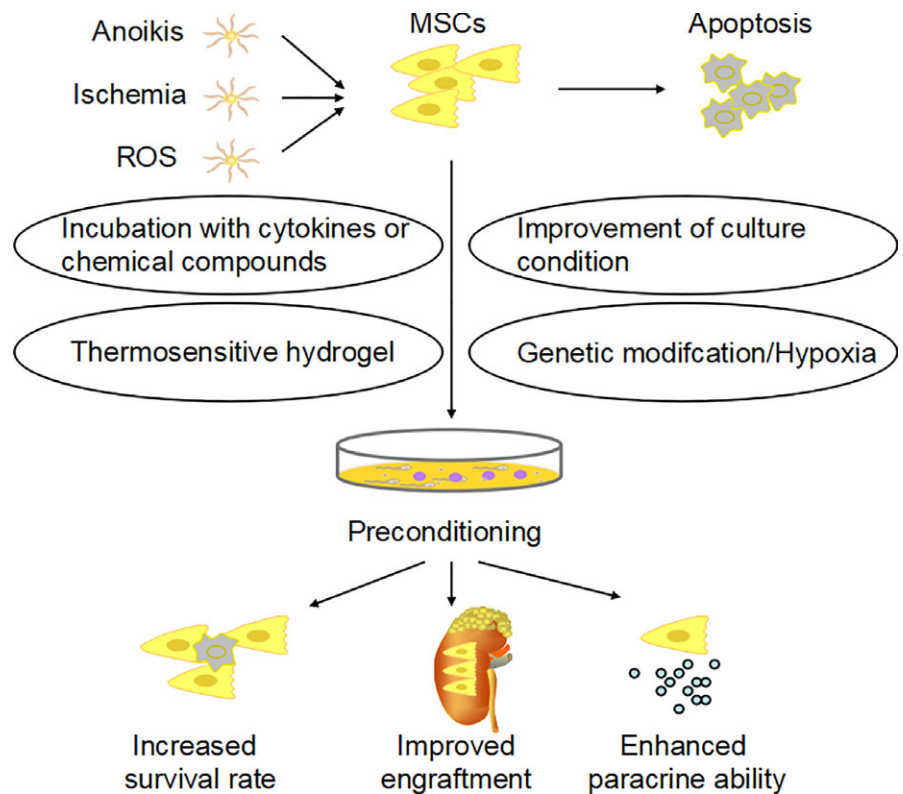 Anoikis
MSCs
Apoptosis
Ischemia
ROS
Incubation with cytokines or
chemical compounds
Improvement of culture
condition
Thermosensitive hydrogel
Genetic modifcation/Hypoxia
Preconditioning
Increased
survival rate
Improved
engraftment
Enhanced
paracrine ability